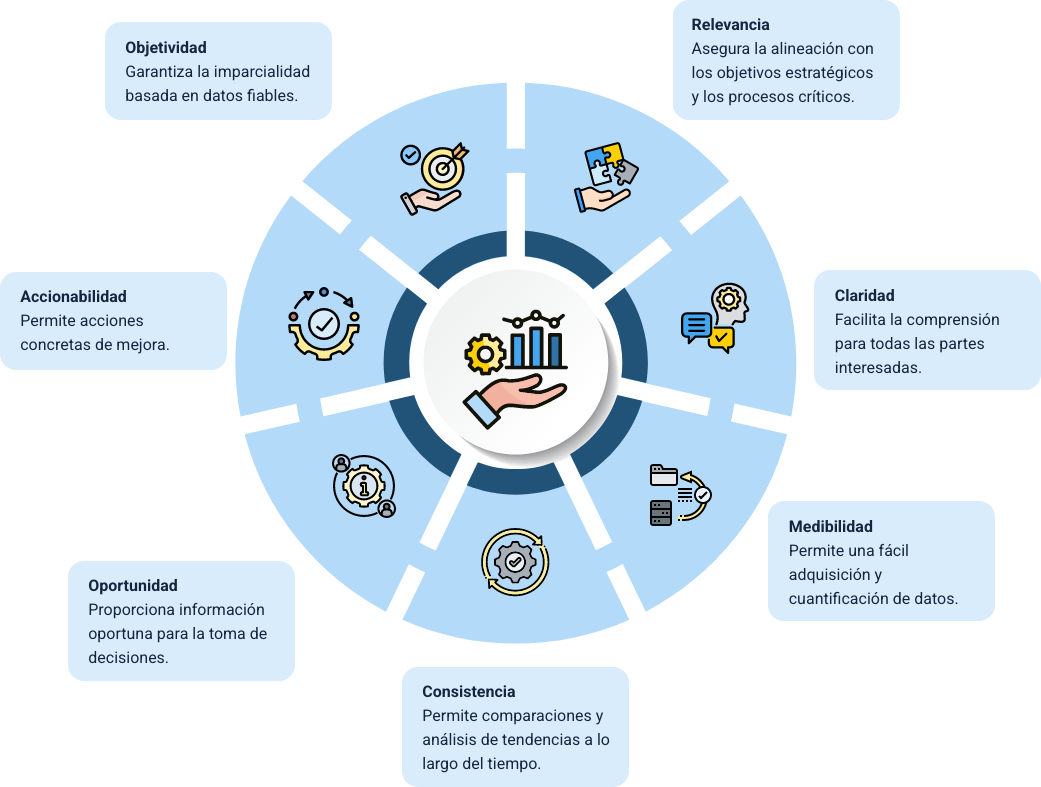 Objetividad
Garantiza la imparcialidad
basada en datos fiables.
Relevancia
Asegura la alineación con
los objetivos estratégicos
y los procesos críticos.
Accionabilidad
Permite acciones
concretas de mejora.
Claridad
Facilita la comprensión
para todas las partes
interesadas.
Medibilidad
Permite una fácil
adquisición y
cuantificación de datos.
Oportunidad
Proporciona información
oportuna para la toma de
decisiones.
Consistencia
Permite comparaciones y
análisis de tendencias a lo
largo del tiempo.